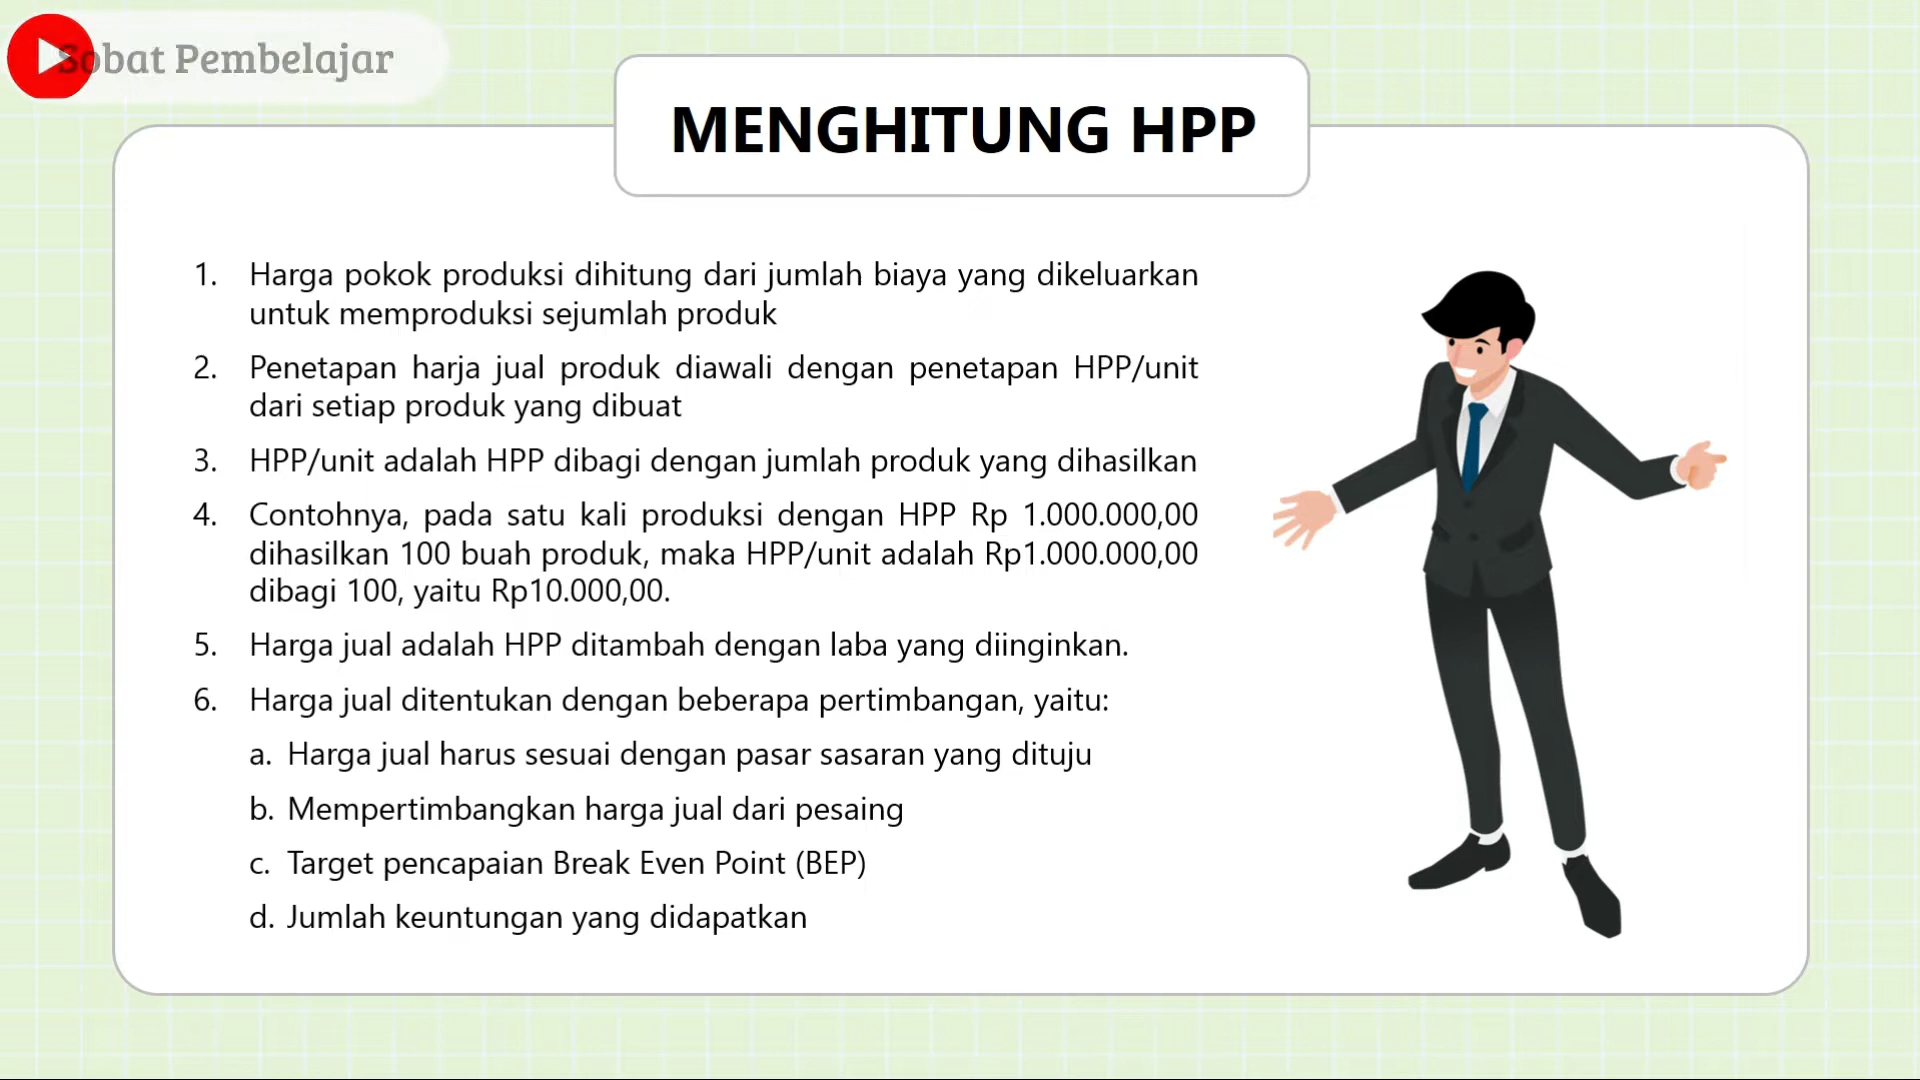 Sobat Pembelajar
MENGHITUNG HPP
1. Harga pokok produksi dihitung dari jumlah biaya yang dikeluarkan
untuk memproduksi sejumlah produk
2. Penetapan harja jual produk diawali dengan penetapan HPP/unit
dari setiap produk yang dibuat
3. HPP/unit adalah HPP dibagi dengan jumlah produk yang dihasilkan
4. Contohnya, pada satu kali produksi dengan HPP Rp 1.000.000,00
dihasilkan 100 buah produk, maka HPP/unit adalah Rp1.000.000,00
dibagi 100, yaitu Rp10.000,00.
5. Harga jual adalah HPP ditambah dengan laba yang diinginkan.
6. Harga jual ditentukan dengan beberapa pertimbangan, yaitu:
a. Harga jual harus sesuai dengan pasar sasaran yang dituju
b. Mempertimbangkan harga jual dari pesaing
c. Target pencapaian Break Even Point (BEP)
d. Jumlah keuntungan yang didapatkan